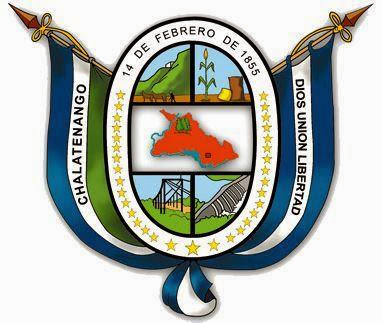 14 DE FEBRERO DE 1855
CHALATENANGO
DIOS UNION LIBERTAD